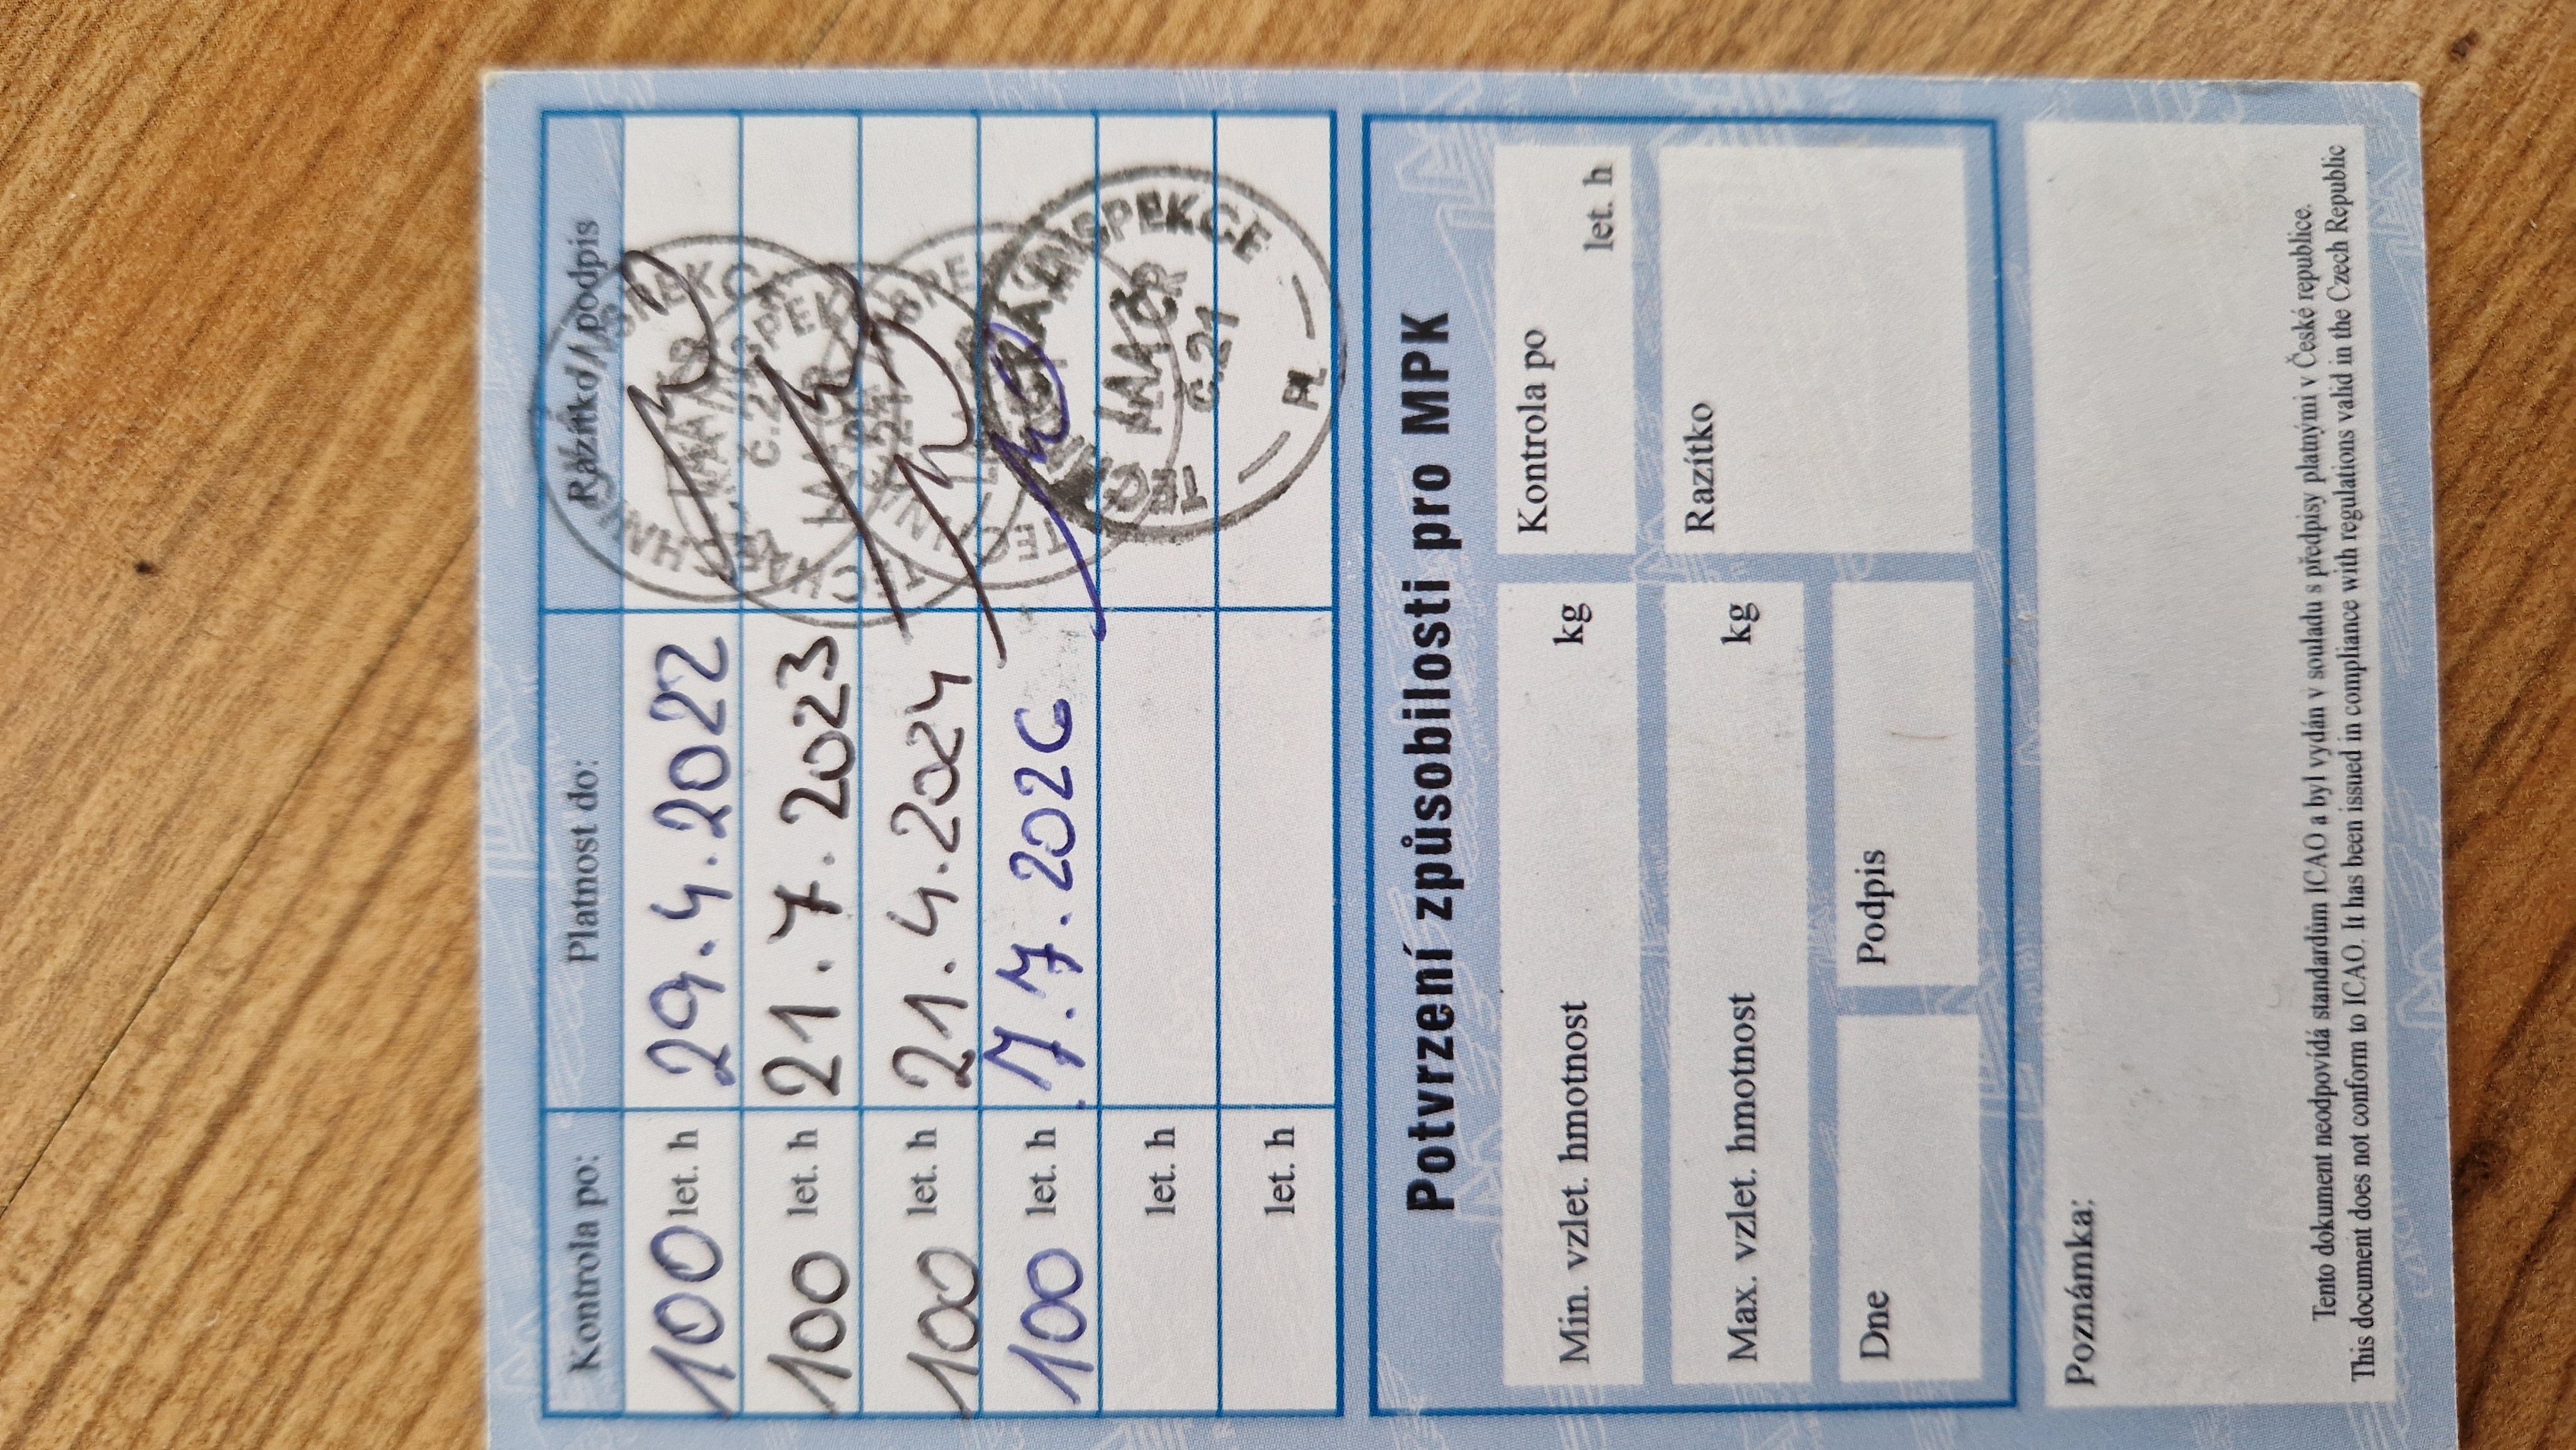 Kontrola po: Platnost do: Razítko / podpis
100 let. h 29.4.2022
100 let. h 21.7.2023
100 let. h 21.4.2024
100 let. h 7.7.2026
let. h
let. h
TECHNICKÁ INSPEKCE
LAA ČR
č.21
PL
Potvrzení způsobilosti pro MPK
Min. vzlet. hmotnost kg
Kontrola po let. h
Max. vzlet. hmotnost kg
Razítko
Dne
Podpis
Poznámka:
Tento dokument neodpovídá standardům ICAO a byl vydán v souladu s předpisy platnými v České republice.
This document does not conform to ICAO. It has been issued in compliance with regulations valid in the Czech Republic